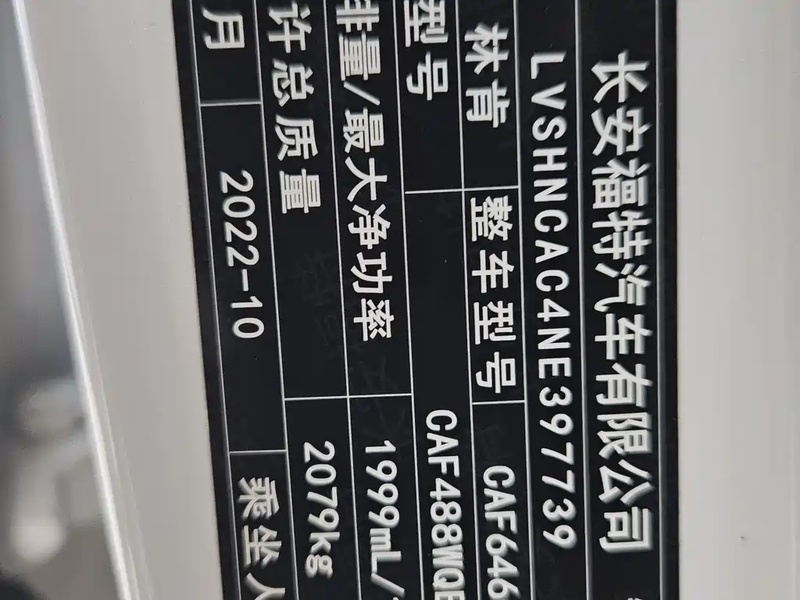 长安福特汽车有限公司
LVSHNCAC4NE397739
林肯 整车型号 CAF646
型号 CAF488WQE
排量/最大净功率 1999mL/
许总质量 2079kg
月 2022-10 乘坐人